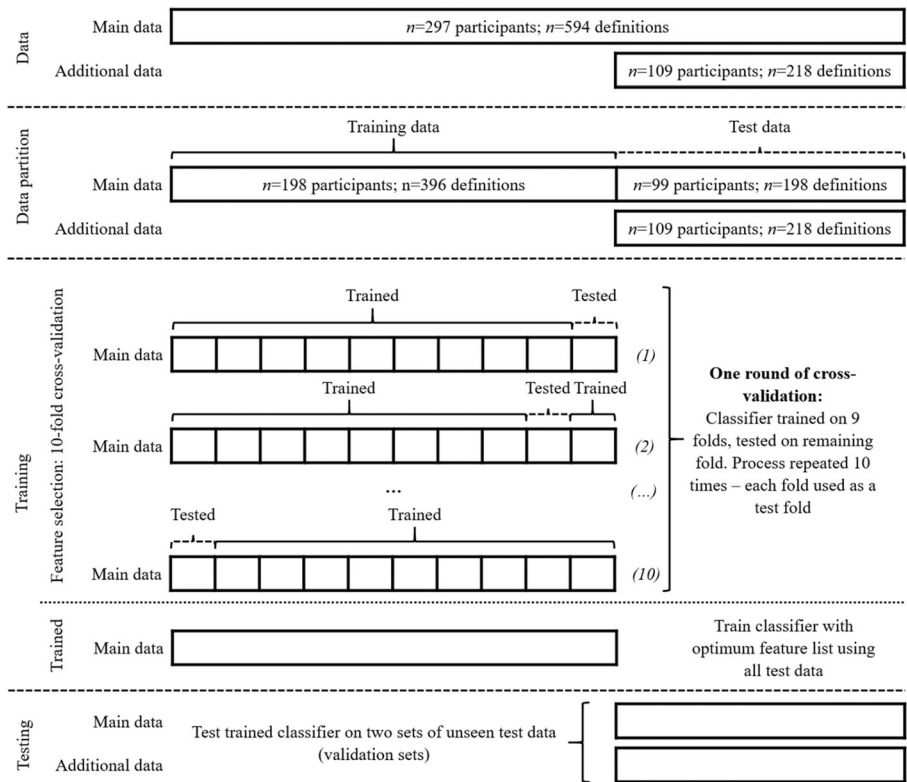 Data
Main data
n=297 participants; n=594 definitions
Additional data
n=109 participants; n=218 definitions
Data partition
Training data
Test data
Main data
n=198 participants; n=396 definitions
n=99 participants; n=198 definitions
Additional data
n=109 participants; n=218 definitions
Training
Feature selection: 10-fold cross-validation
Trained
Tested
Main data
(1)
Trained
Tested
Trained
Main data
(2)
...
(...)
Tested
Trained
Main data
(10)
One round of cross-
validation:
Classifier trained on 9
folds, tested on remaining
fold. Process repeated 10
times – each fold used as a
test fold
Trained
Main data
Train classifier with
optimum feature list using
all test data
Testing
Main data
Test trained classifier on two sets of unseen test data
(validation sets)
Additional data